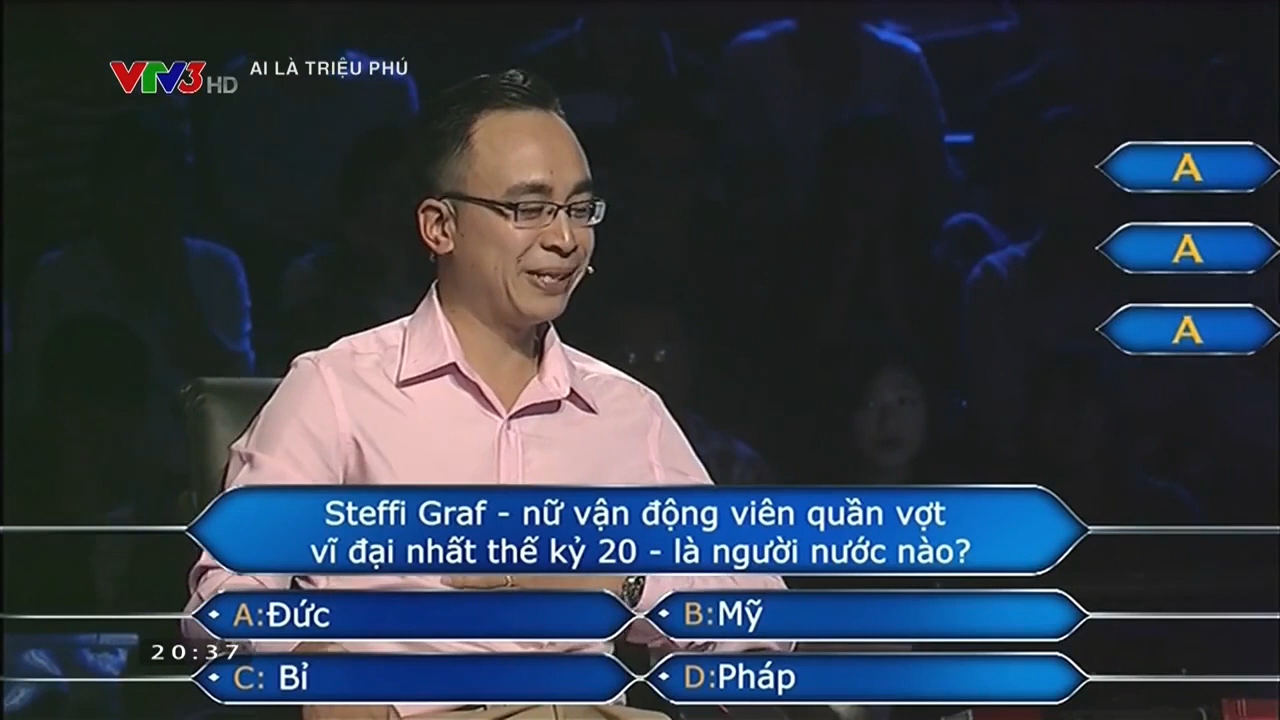 VTV3 HD
AI LÀ TRIỆU PHÚ
A
A
A
Steffi Graf - nữ vận động viên quần vợt
vĩ đại nhất thế kỷ 20 - là người nước nào?
A:Đức
B:Mỹ
20:37
C: Bỉ
D:Pháp